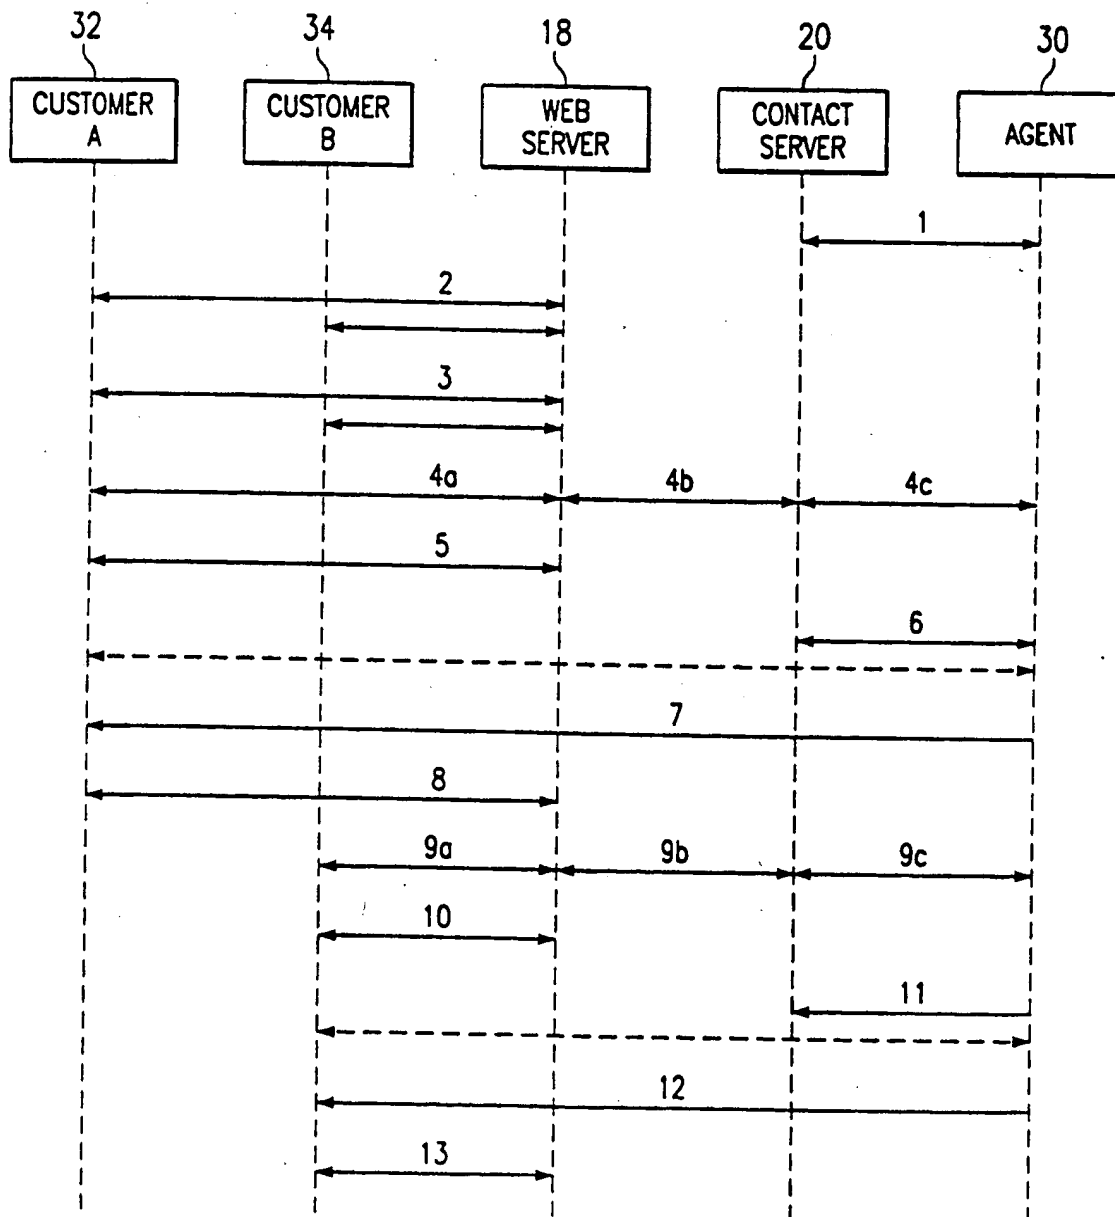 32 34 18 20 30
CUSTOMER
A
CUSTOMER
B
WEB
SERVER
CONTACT
SERVER
AGENT
1
2
3
4a 4b 4c
5
6
7
8
9a 9b 9c
10
11
12
13